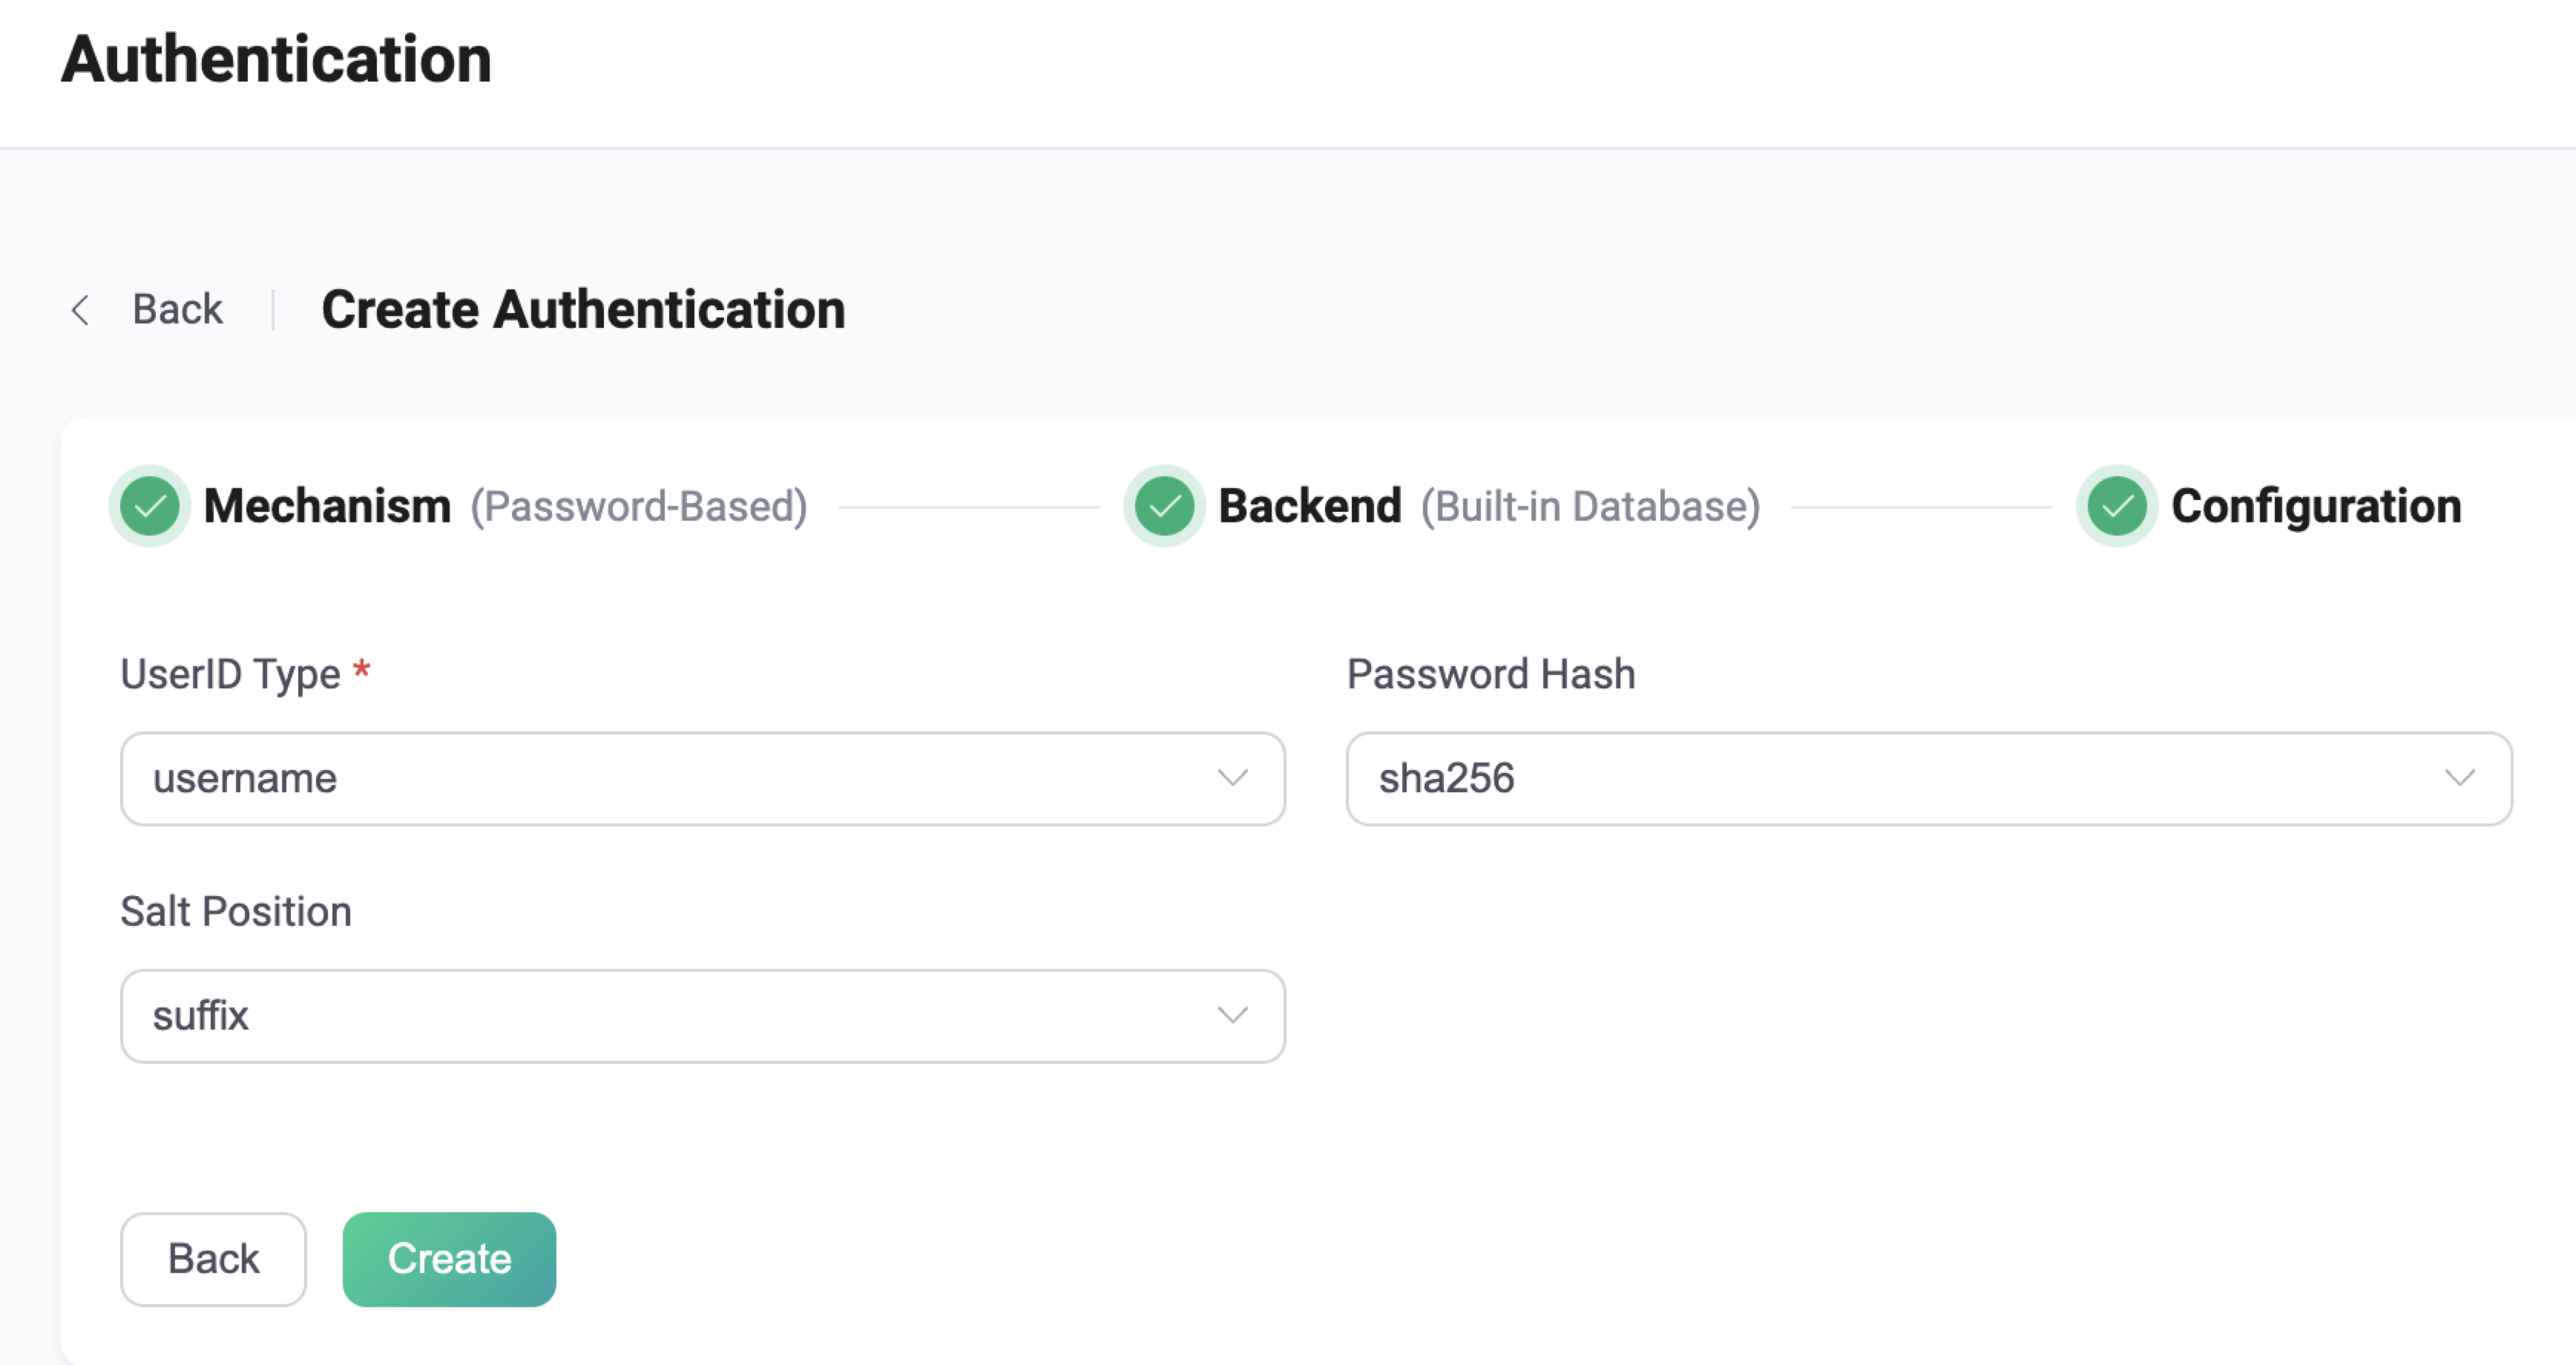 Authentication
Back Create Authentication
Mechanism (Password-Based) Backend (Built-in Database) Configuration
UserID Type * Password Hash
username sha256
Salt Position
suffix
Back Create